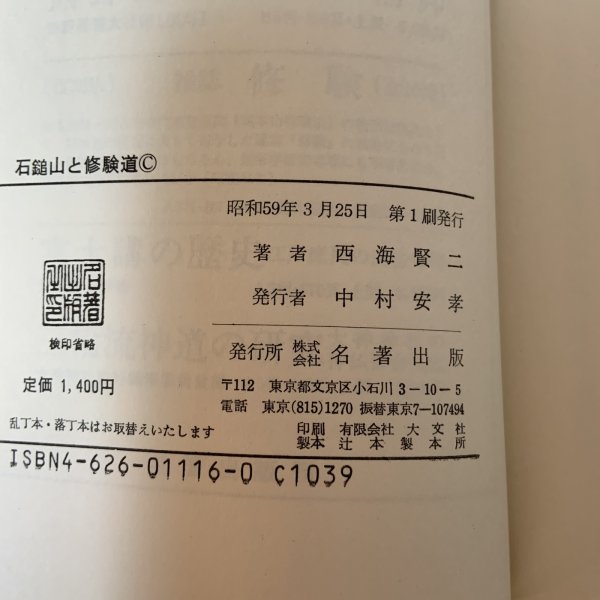 石鎚山と修験道©
昭和59年3月25日 第1刷発行
著者 西海賢二
発行者 中村安孝
発行所 株式会社 名著出版
〒112 東京都文京区小石川3-10-5
電話 東京(815)1270 振替東京7-107494
印刷 有限会社 大文社
製本 辻本製本所
名著出版之印
検印省略
定価 1,400円
乱丁本・落丁本はお取替えいたします
ISBN4-626-01116-0 C1039